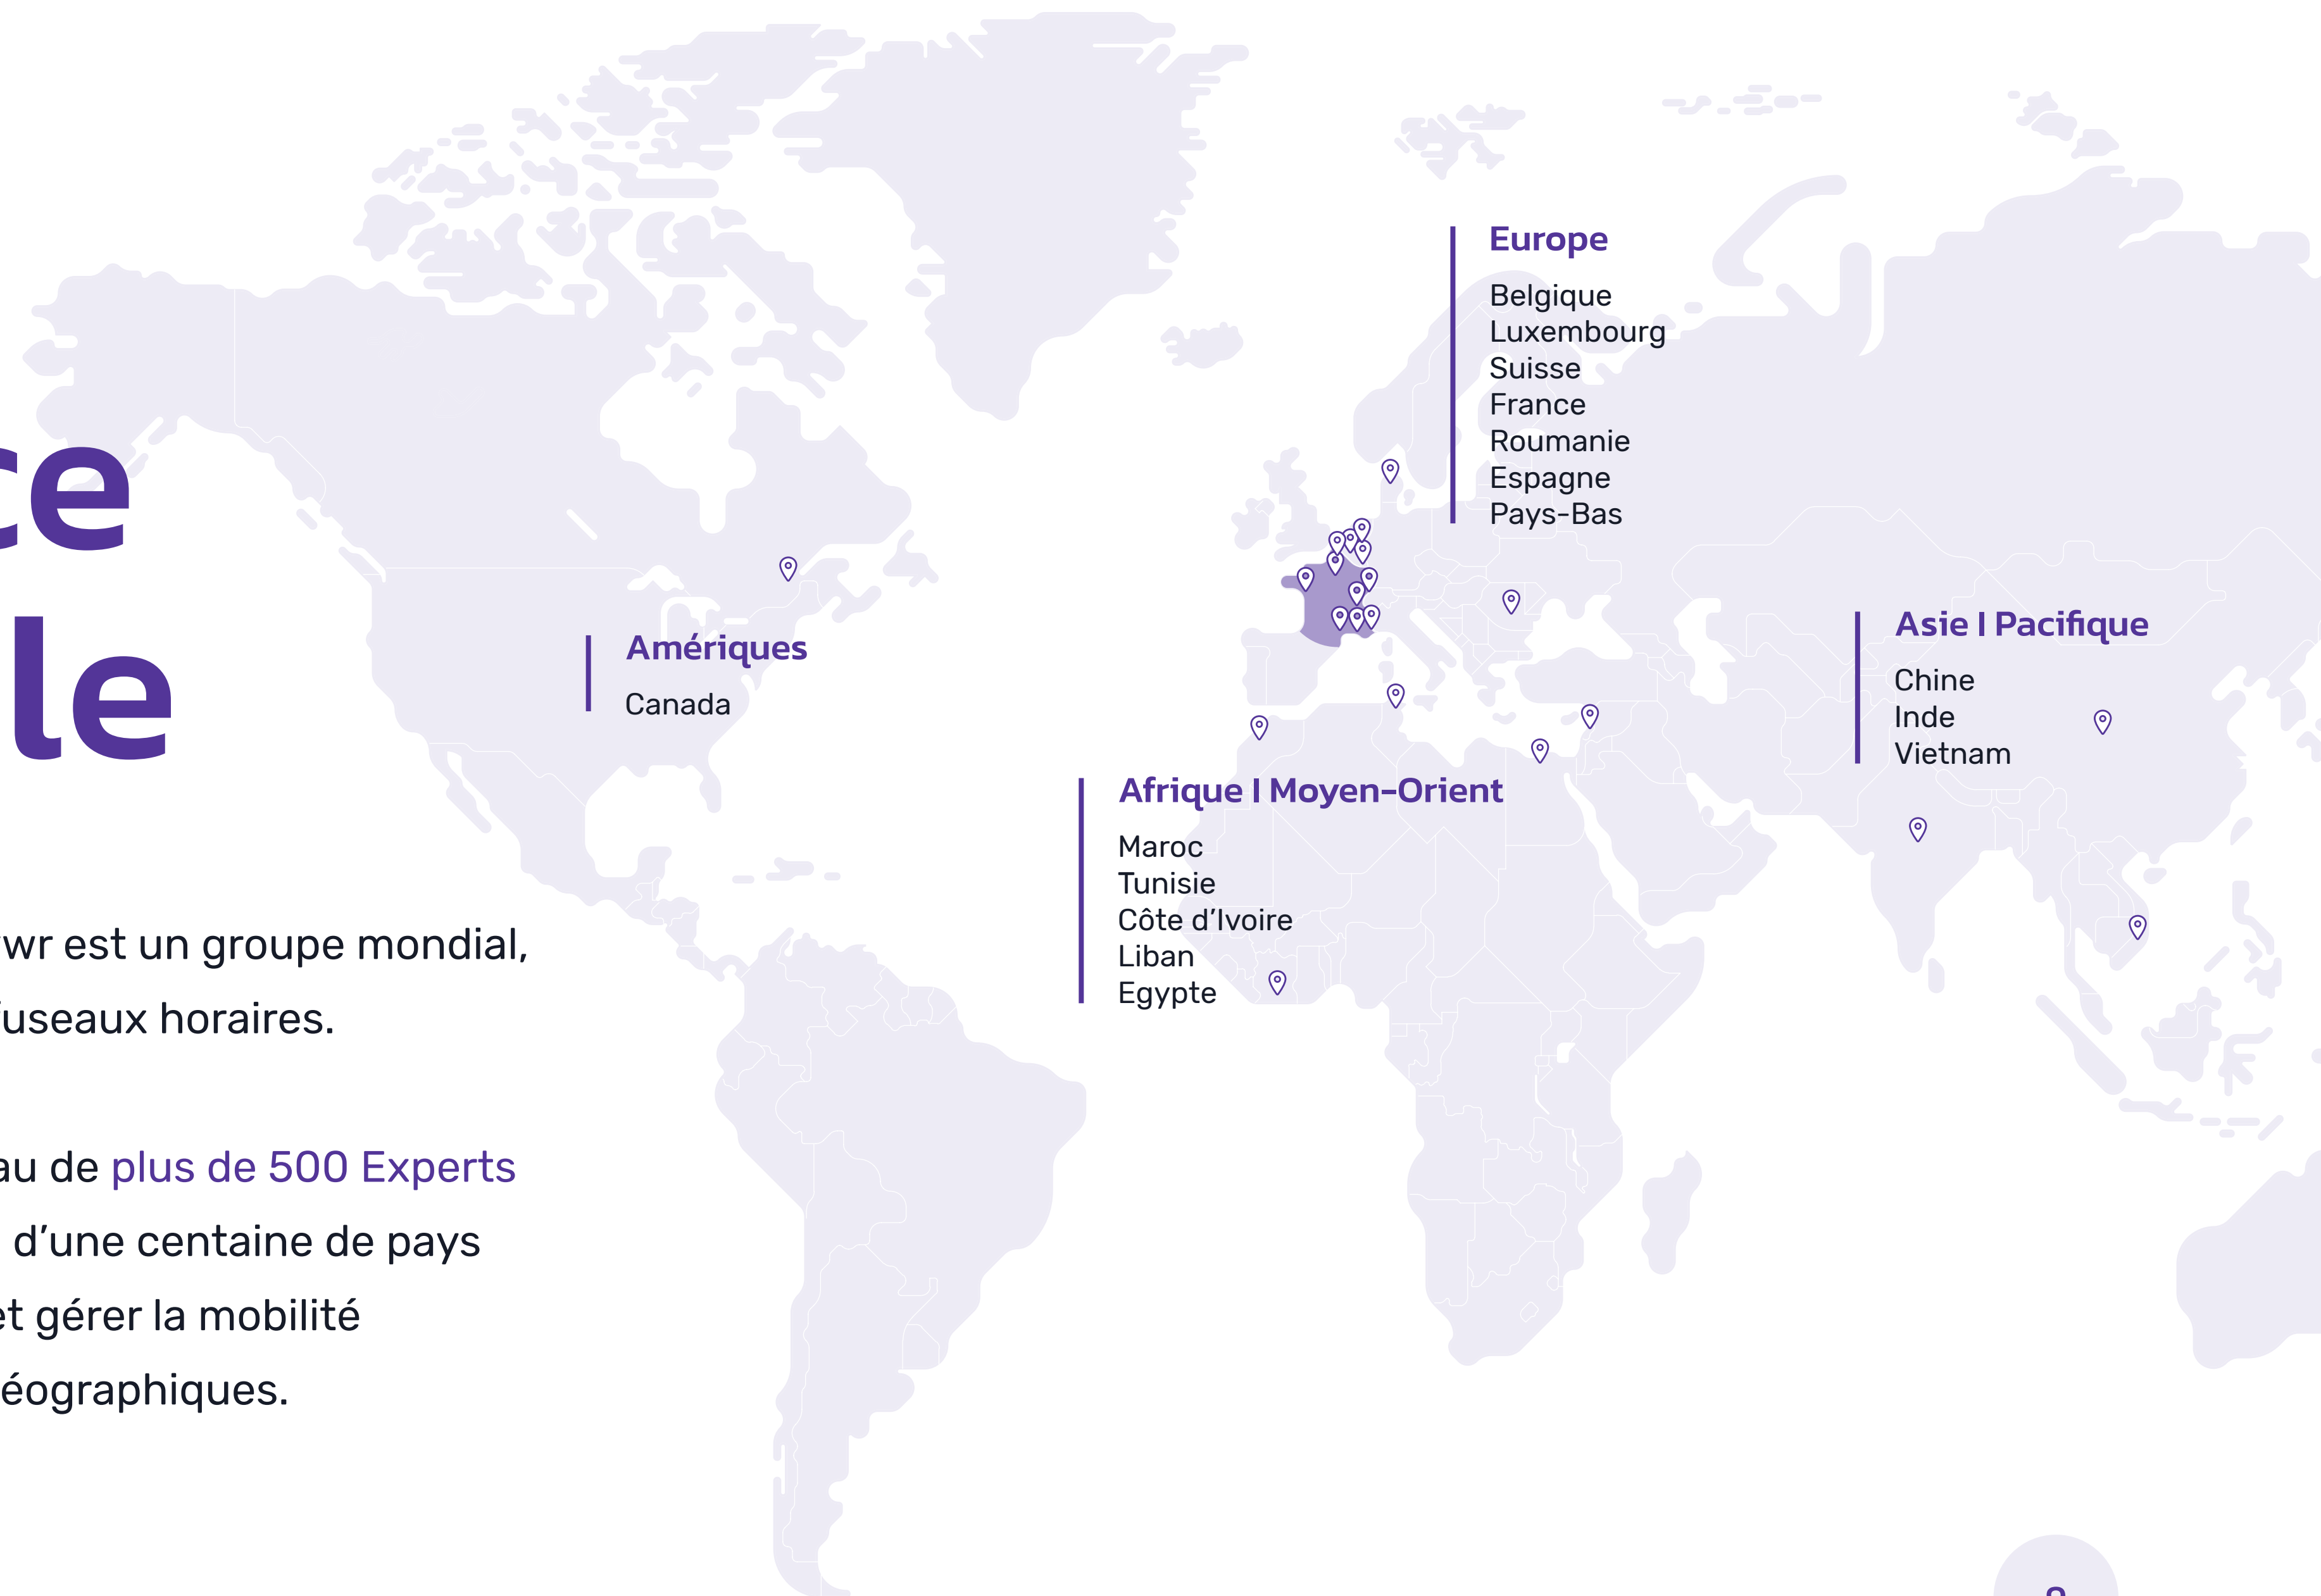 ce
le
wr est un groupe mondial,
fuseaux horaires.
au de plus de 500 Experts
d’une centaine de pays
et gérer la mobilité
éographiques.
Amériques
Canada
Europe
Belgique
Luxembourg
Suisse
France
Roumanie
Espagne
Pays-Bas
Afrique | Moyen-Orient
Maroc
Tunisie
Côte d’Ivoire
Liban
Egypte
Asie | Pacifique
Chine
Inde
Vietnam